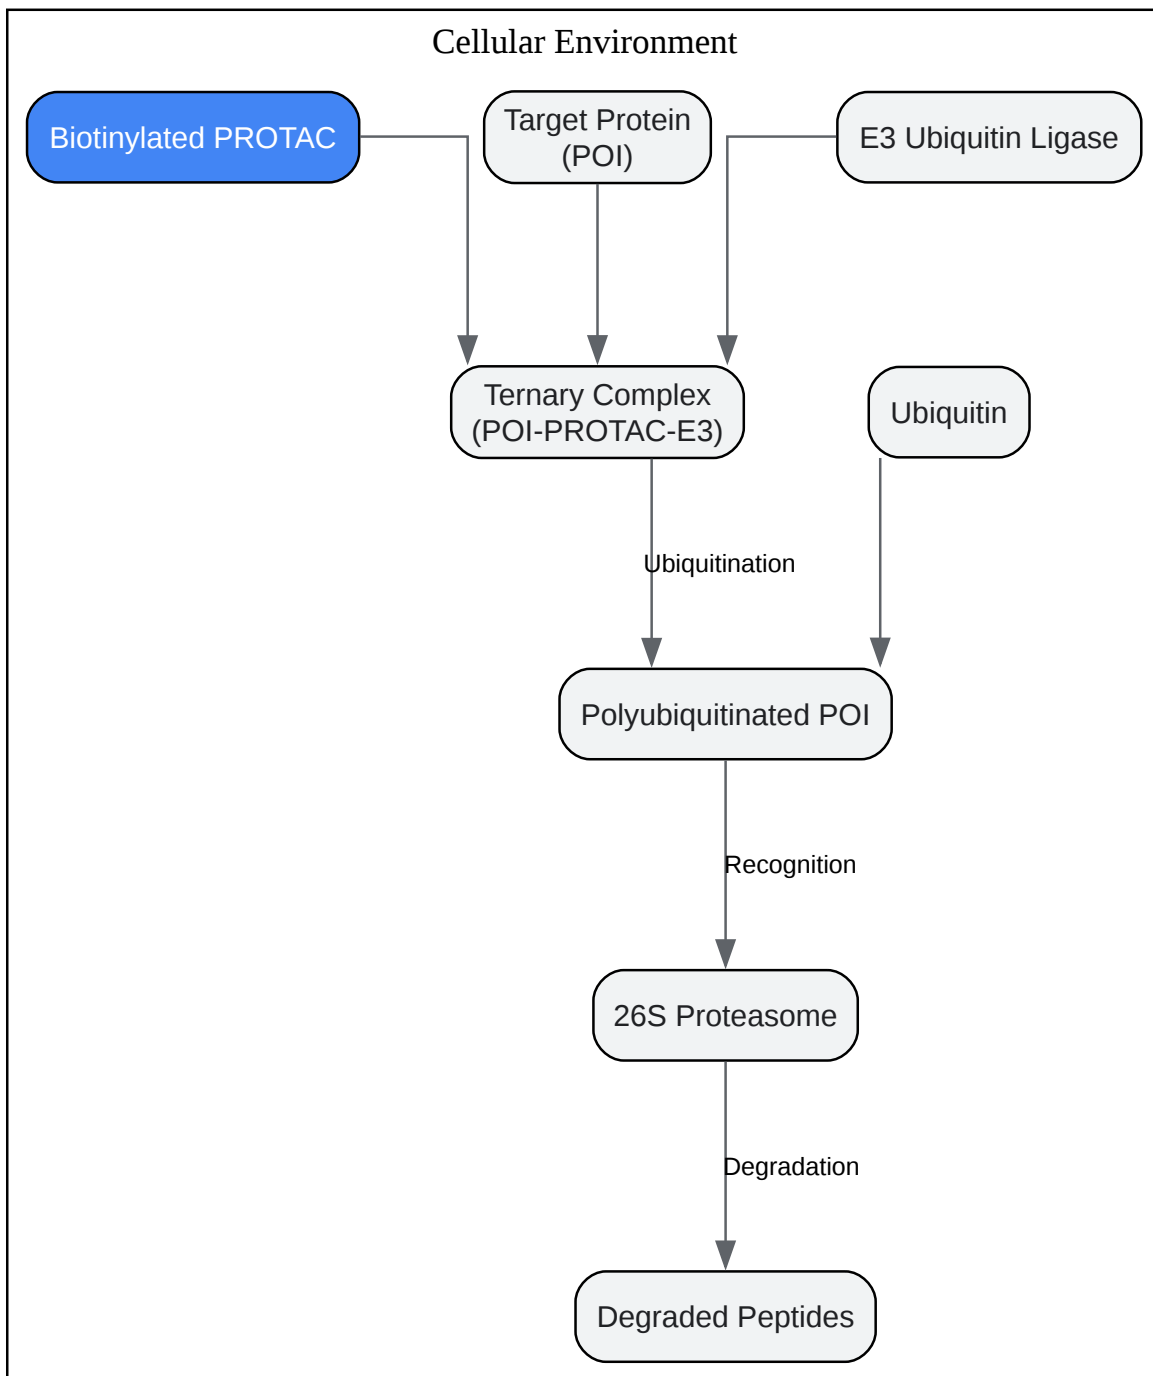 Cellular Environment
Biotinylated PROTAC
Target Protein
(POI)
E3 Ubiquitin Ligase
Ternary Complex
(POI-PROTAC-E3)
Ubiquitin
Ubiquitination
Polyubiquitinated POI
Recognition
26S Proteasome
Degradation
Degraded Peptides